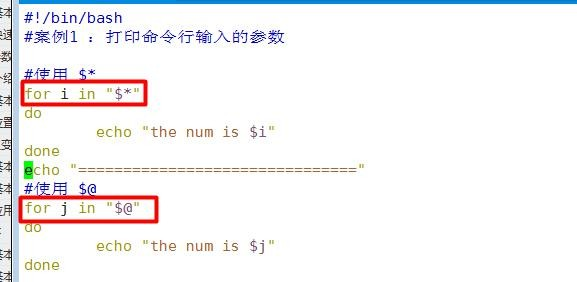 #!/bin/bash
#案例1 ：打印命令行输入的参数
#使用 $*
for i in "$*"
do
echo "the num is $i"
done
echo "==============================="
#使用 $@
for j in "$@"
do
echo "the num is $j"
done